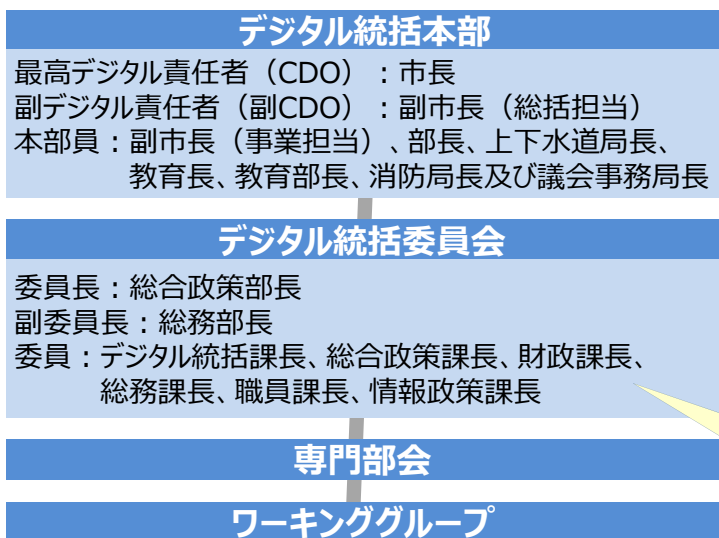 デジタル統括本部
最高デジタル責任者（CDO）：市長
副デジタル責任者（副CDO）：副市長（総括担当）
本部員：副市長（事業担当）、部長、上下水道局長、
教育長、教育部長、消防局長及び議会事務局長
デジタル統括委員会
委員長：総合政策部長
副委員長：総務部長
委員：デジタル統括課長、総合政策課長、財政課長、
総務課長、職員課長、情報政策課長
専門部会
ワーキンググループ